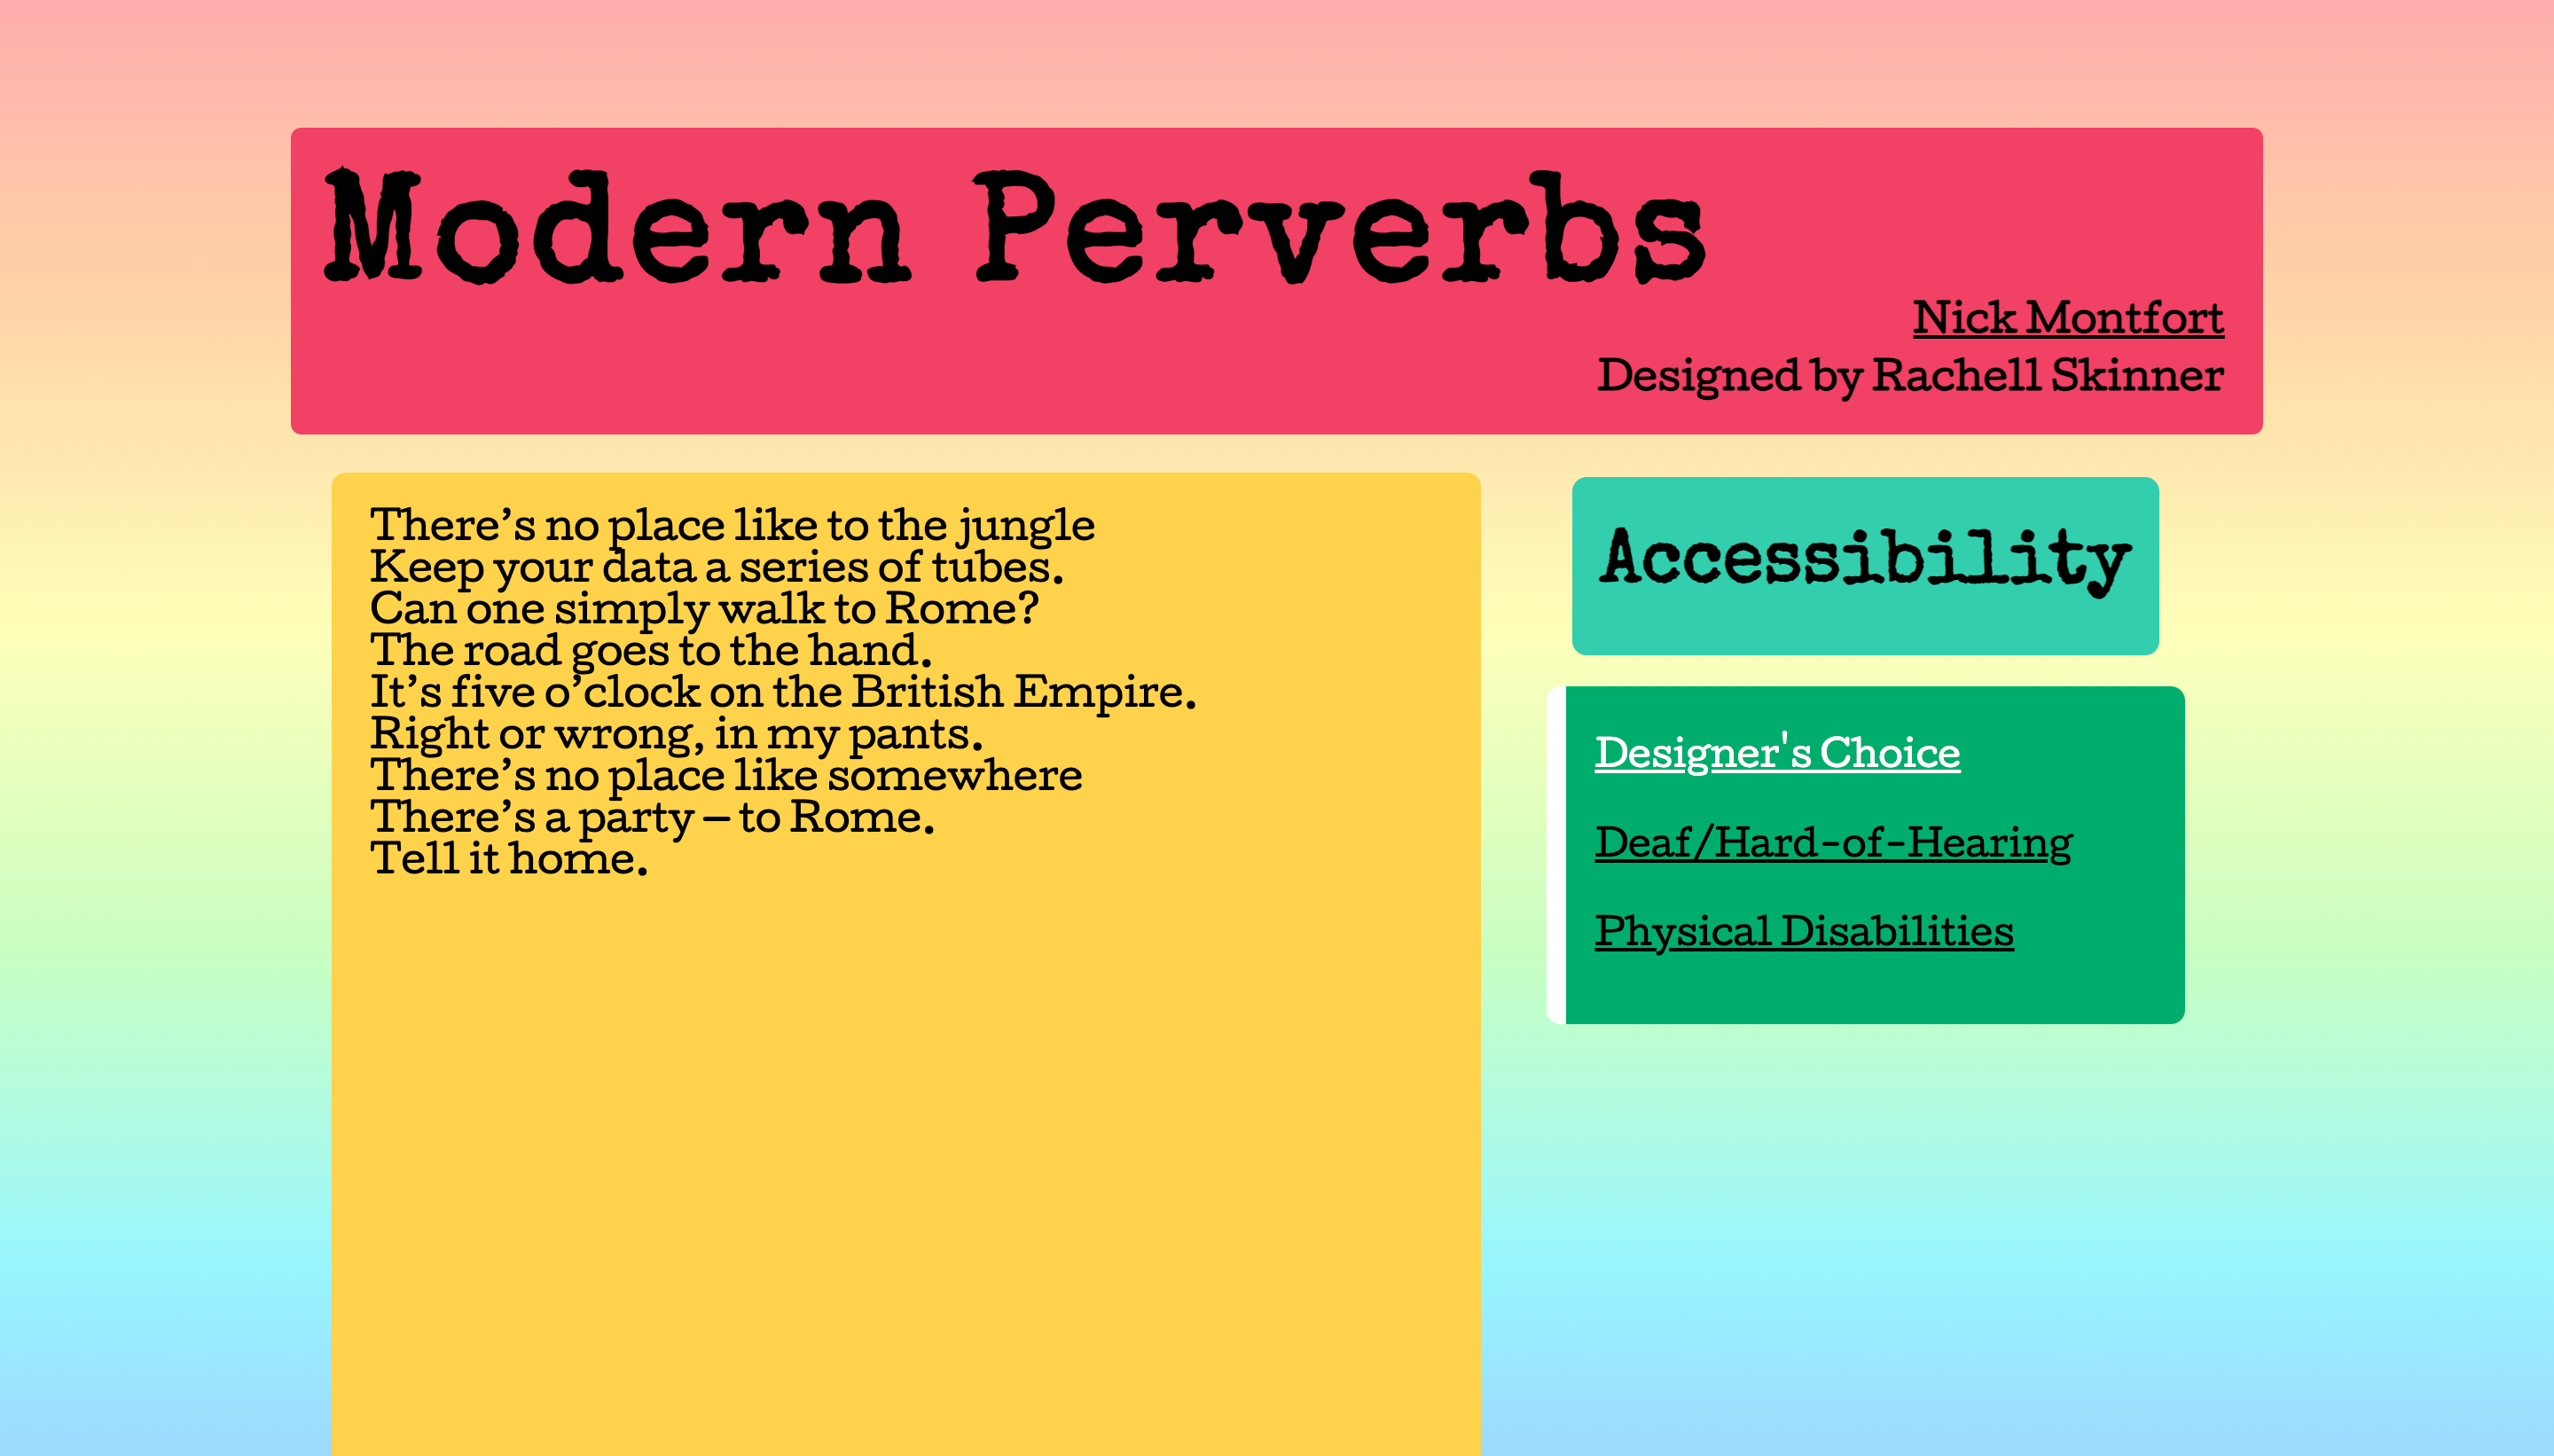 Modern Perverbs
Nick Montfort
Designed by Rachell Skinner
There’s no place like to the jungle
Keep your data a series of tubes.
Can one simply walk to Rome?
The road goes to the hand.
It’s five o’clock on the British Empire.
Right or wrong, in my pants.
There’s no place like somewhere
There’s a party — to Rome.
Tell it home.
Accessibility
Designer's Choice
Deaf/Hard-of-Hearing
Physical Disabilities